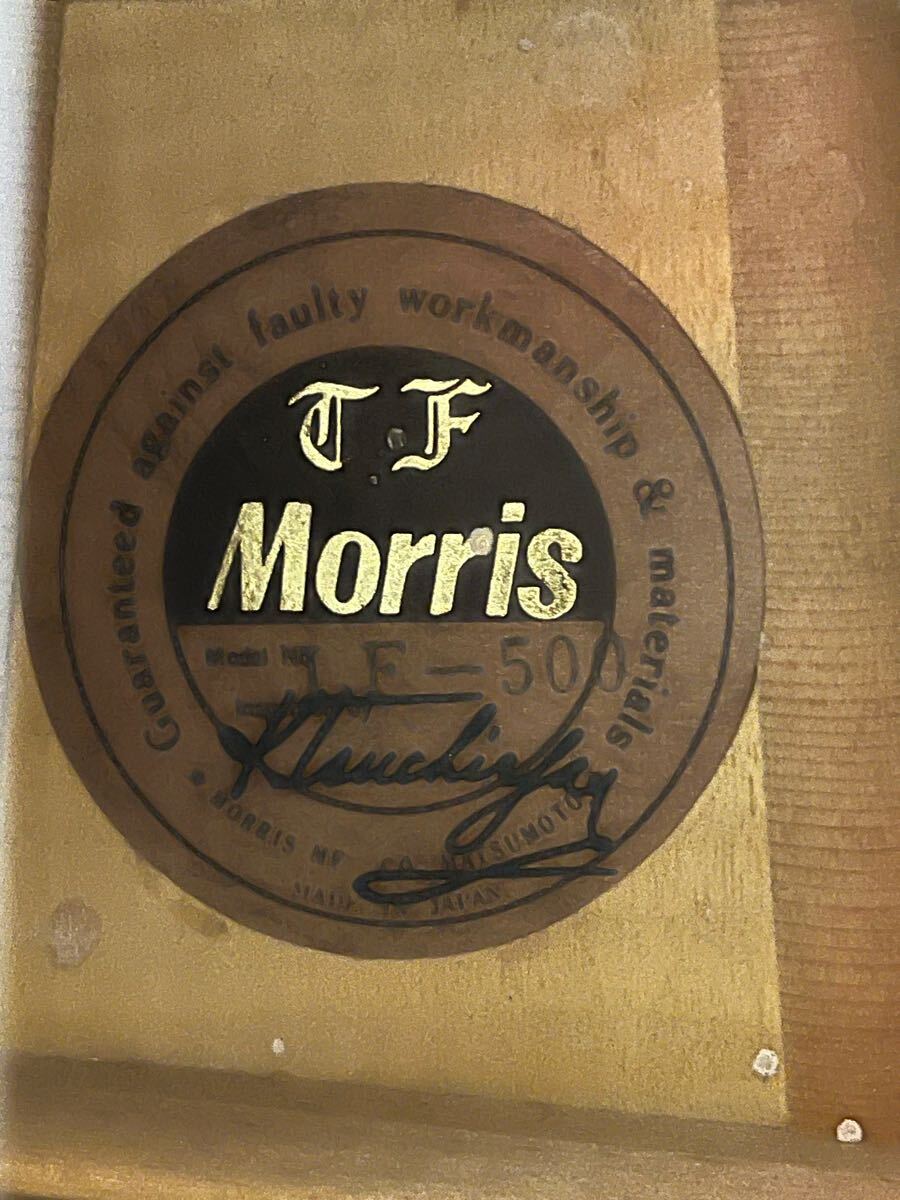 Guaranteed against faulty workmanship & materials
T F
Morris
Model No
TF-500
MORRIS MF. CO. MATSUMOTO
MADE IN JAPAN